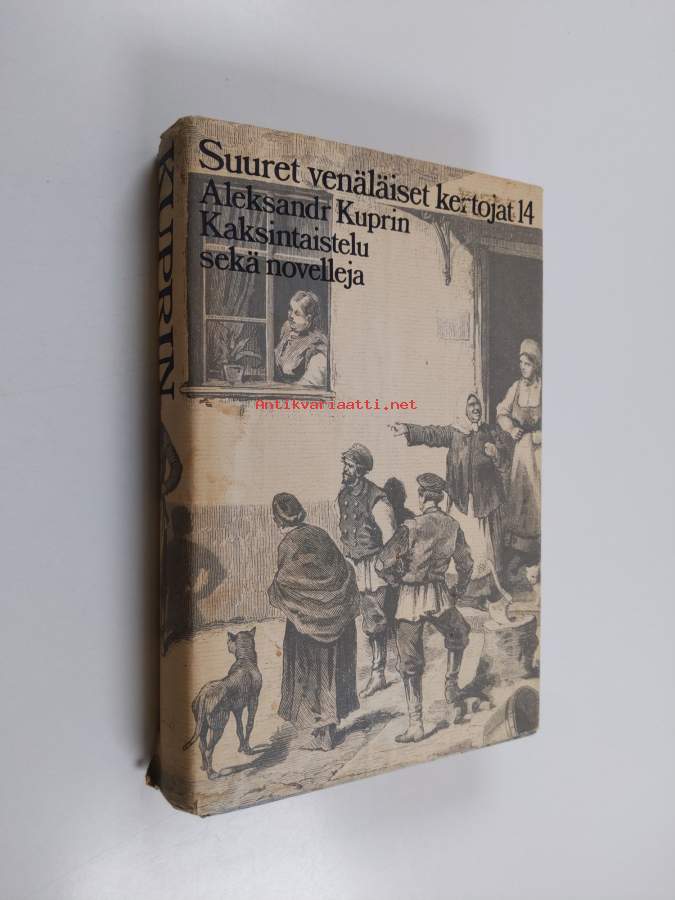 Suuret venäläiset kertojat 14
Aleksandr Kuprin
Kaksintaistelu
sekä novelleja
KUPRIN
Antikvariaatti.net